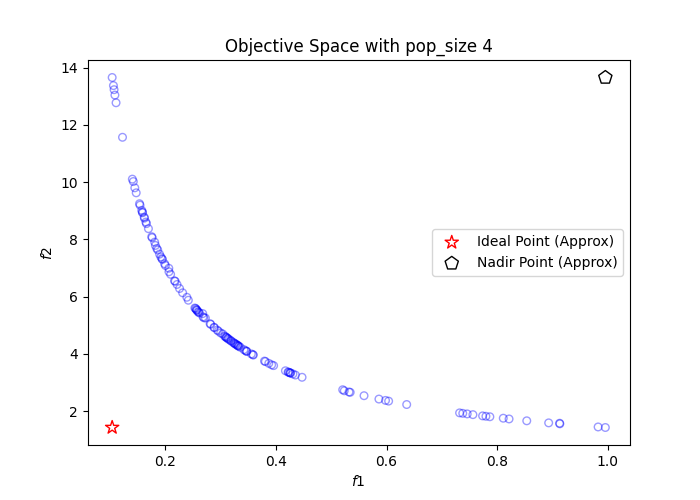 Objective Space with pop_size 4
f2
14
12
10
8
6
4
2
Ideal Point (Approx)
Nadir Point (Approx)
0.2
0.4
0.6
0.8
1.0
f1